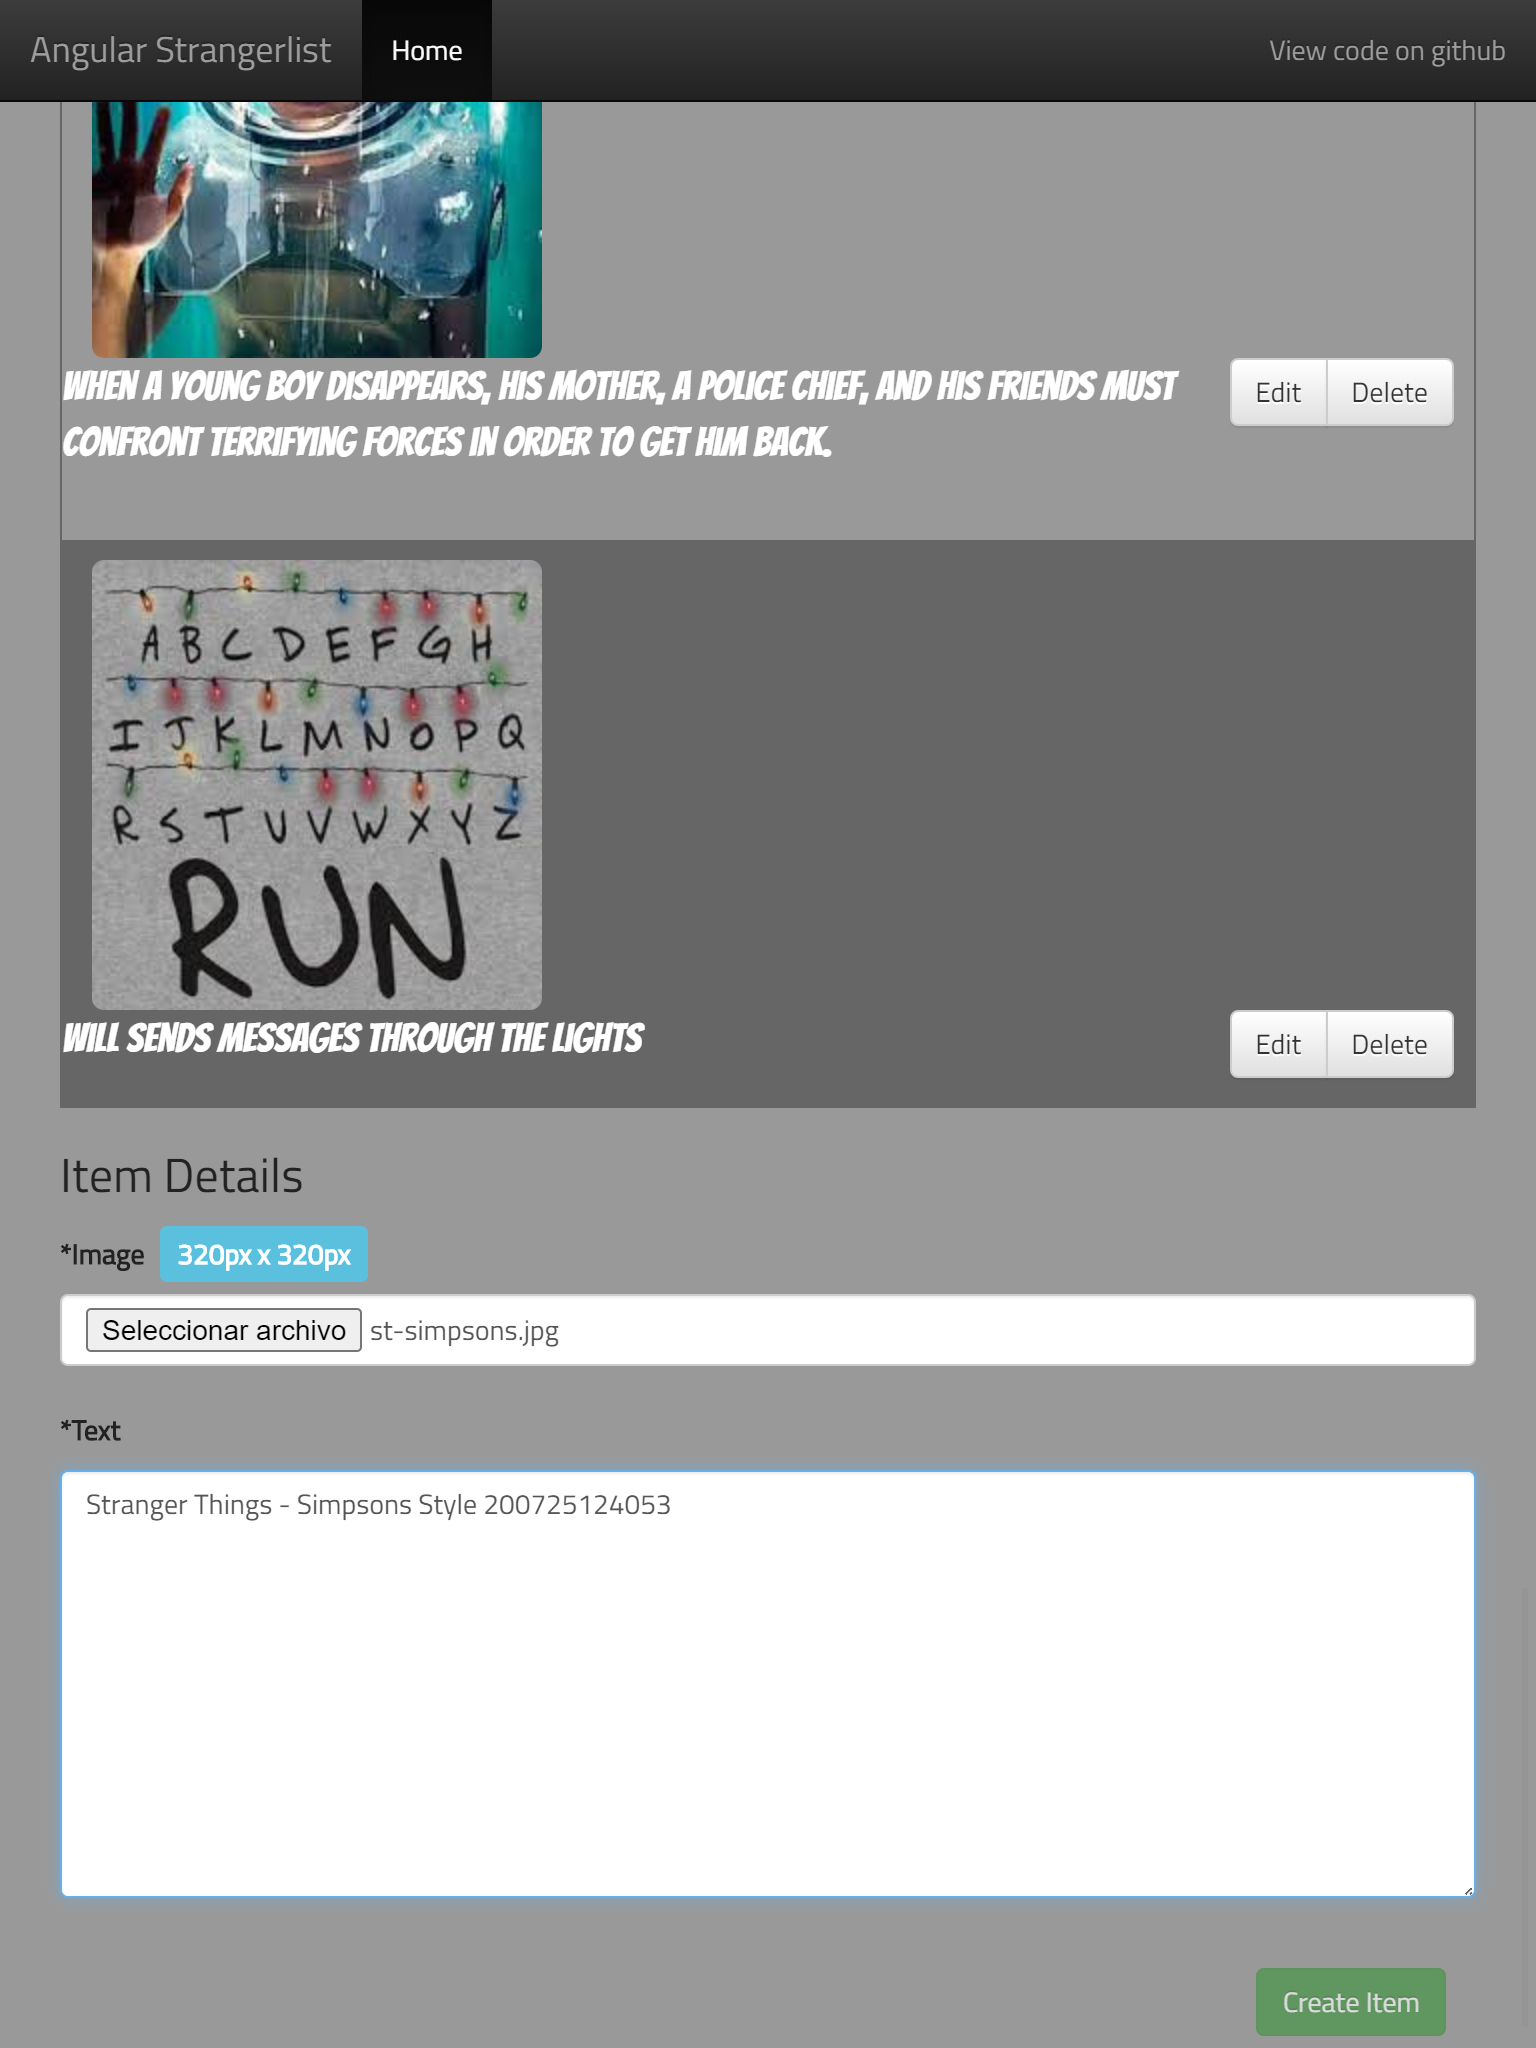 Angular Strangerlist Home View code on github
WHEN A YOUNG BOY DISAPPEARS, HIS MOTHER, A POLICE CHIEF, AND HIS FRIENDS MUST
CONFRONT TERRIFYING FORCES IN ORDER TO GET HIM BACK.
Edit Delete
A B C D E F G H
I J K L M N O P Q
R S T U V W X Y Z
RUN
WILL SENDS MESSAGES THROUGH THE LIGHTS
Edit Delete
Item Details
*Image 320px x 320px
Seleccionar archivo st-simpsons.jpg
*Text
Stranger Things - Simpsons Style 200725124053
Create Item